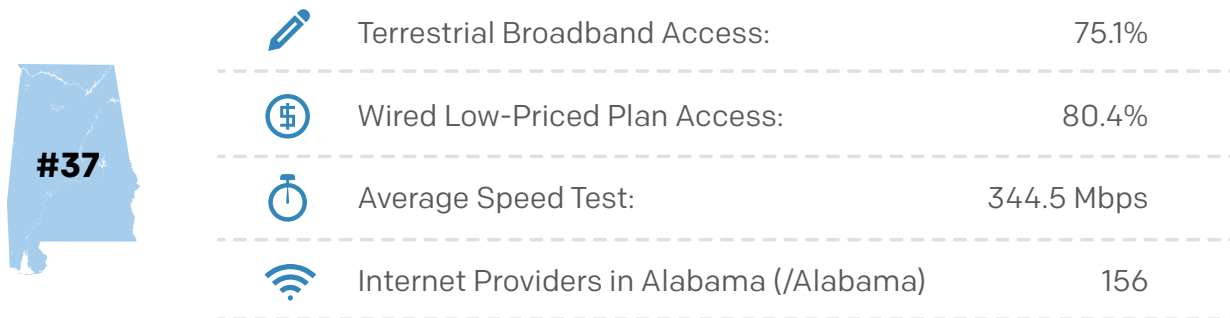 Terrestrial Broadband Access: 75.1%
Wired Low-Priced Plan Access: 80.4%
#37
Average Speed Test: 344.5 Mbps
Internet Providers in Alabama (/Alabama) 156